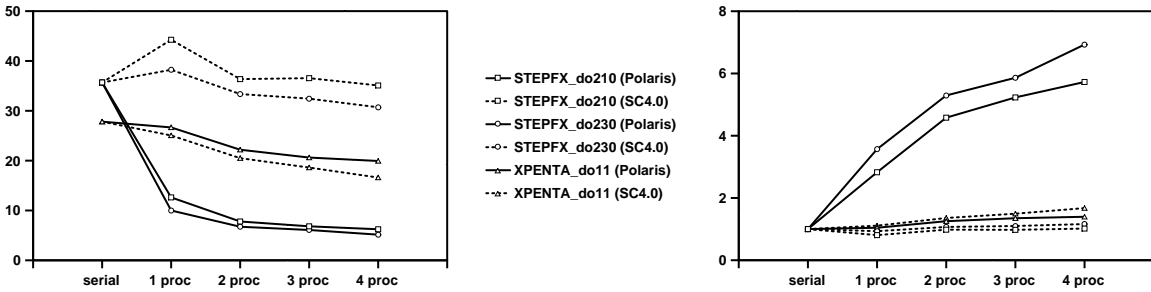 50
40
30
20
10
0
serial 1 proc 2 proc 3 proc 4 proc
STEPFX_do210 (Polaris)
STEPFX_do210 (SC4.0)
STEPFX_do230 (Polaris)
STEPFX_do230 (SC4.0)
XPENTA_do11 (Polaris)
XPENTA_do11 (SC4.0)
8
6
4
2
0
serial 1 proc 2 proc 3 proc 4 proc